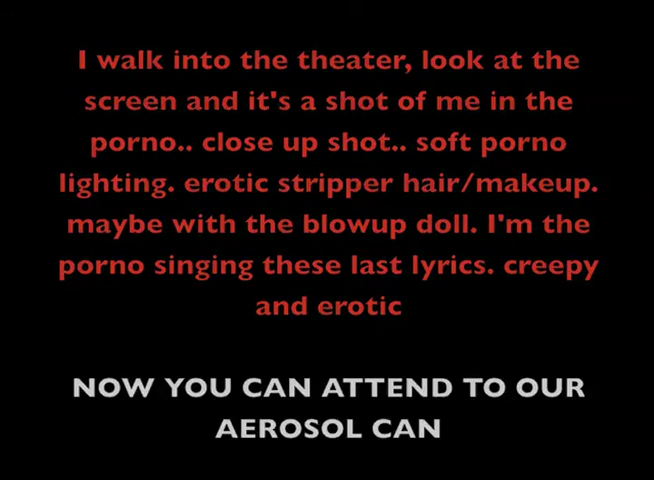 I walk into the theater, look at the
screen and it's a shot of me in the
porno.. close up shot.. soft porno
lighting. erotic stripper hair/makeup.
maybe with the blowup doll. I'm the
porno singing these last lyrics. creepy
and erotic
NOW YOU CAN ATTEND TO OUR
AEROSOL CAN